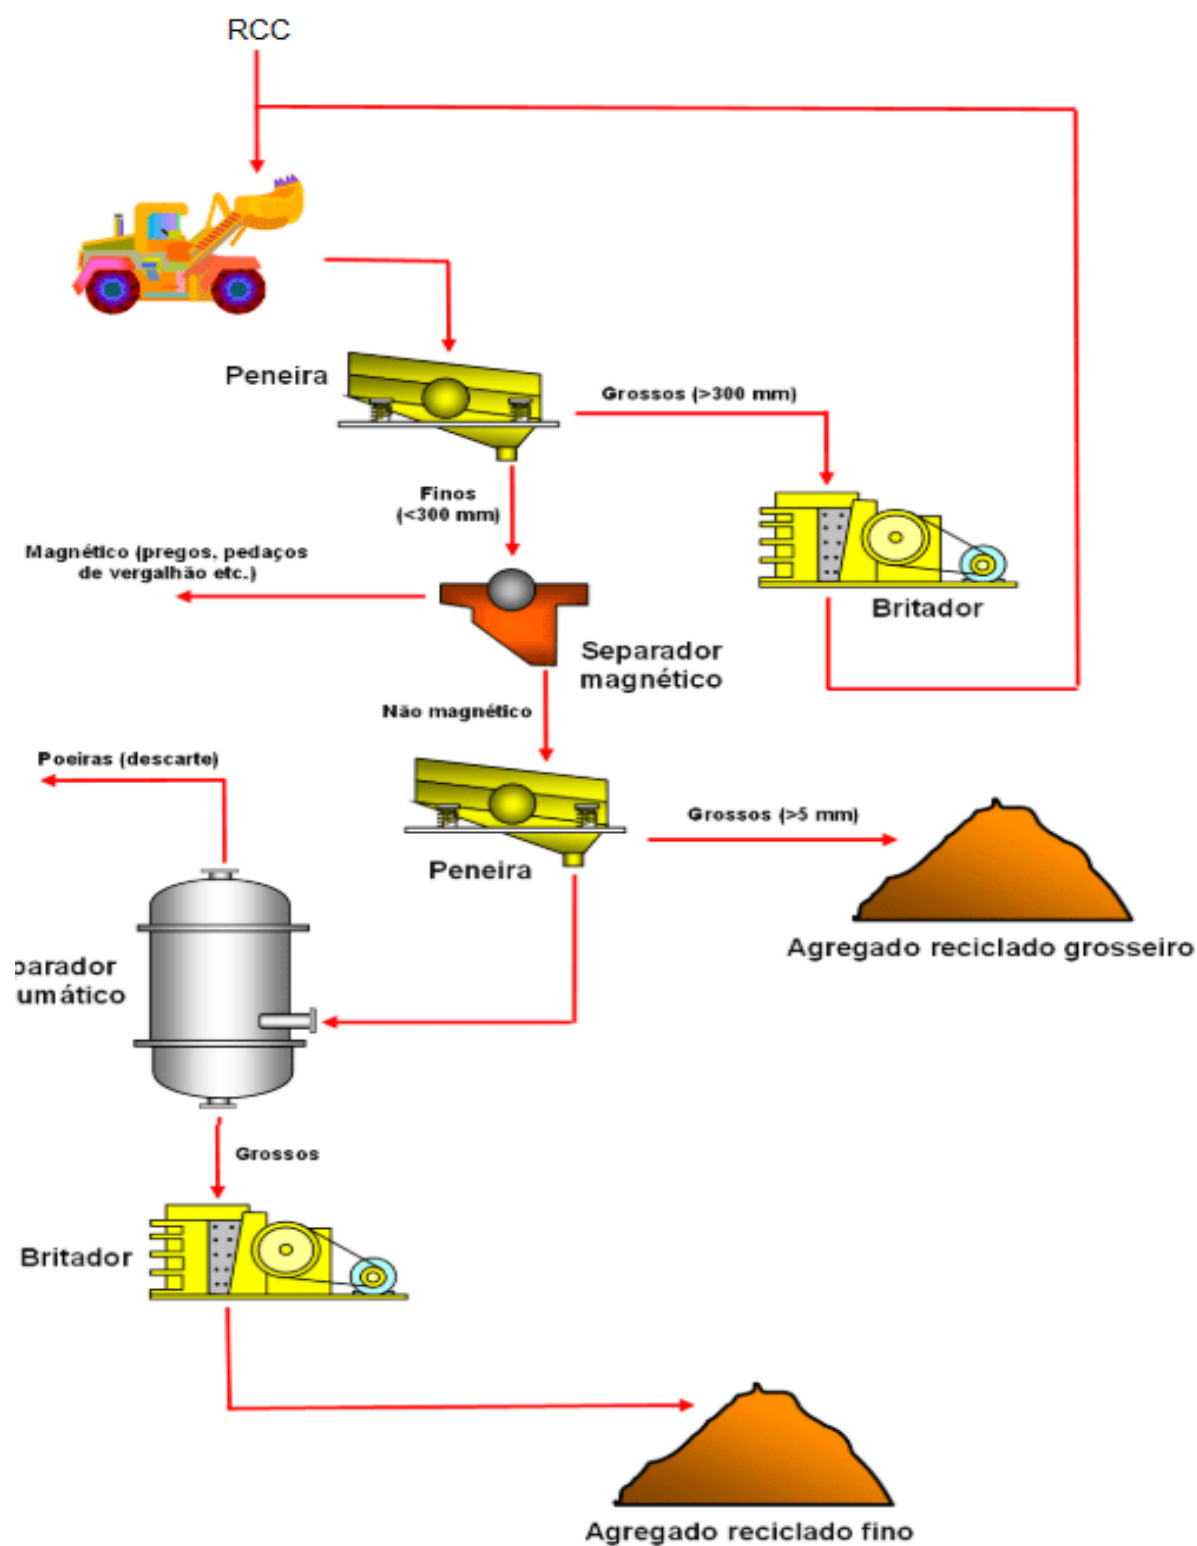 RCC
Peneira
Grossos (>300 mm)
Finos
(<300 mm)
Magnético (pregos, pedaços
de vergalhão etc.)
Britador
Separador
magnético
Não magnético
Poeiras (descarte)
Grossos (>5 mm)
Peneira
Agregado reciclado grosseiro
parador
umático
Grossos
Britador
Agregado reciclado fino